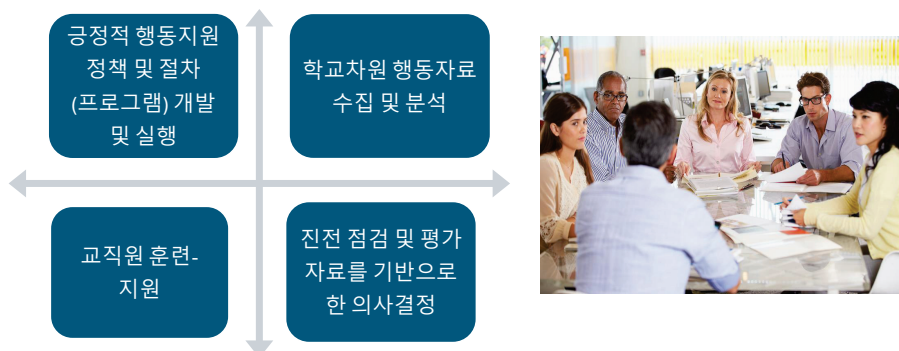 긍정적 행동지원
정책 및 절차
(프로그램) 개발
및 실행
학교차원 행동자료
수집 및 분석
교직원 훈련-
지원
진전 점검 및 평가
자료를 기반으로
한 의사결정